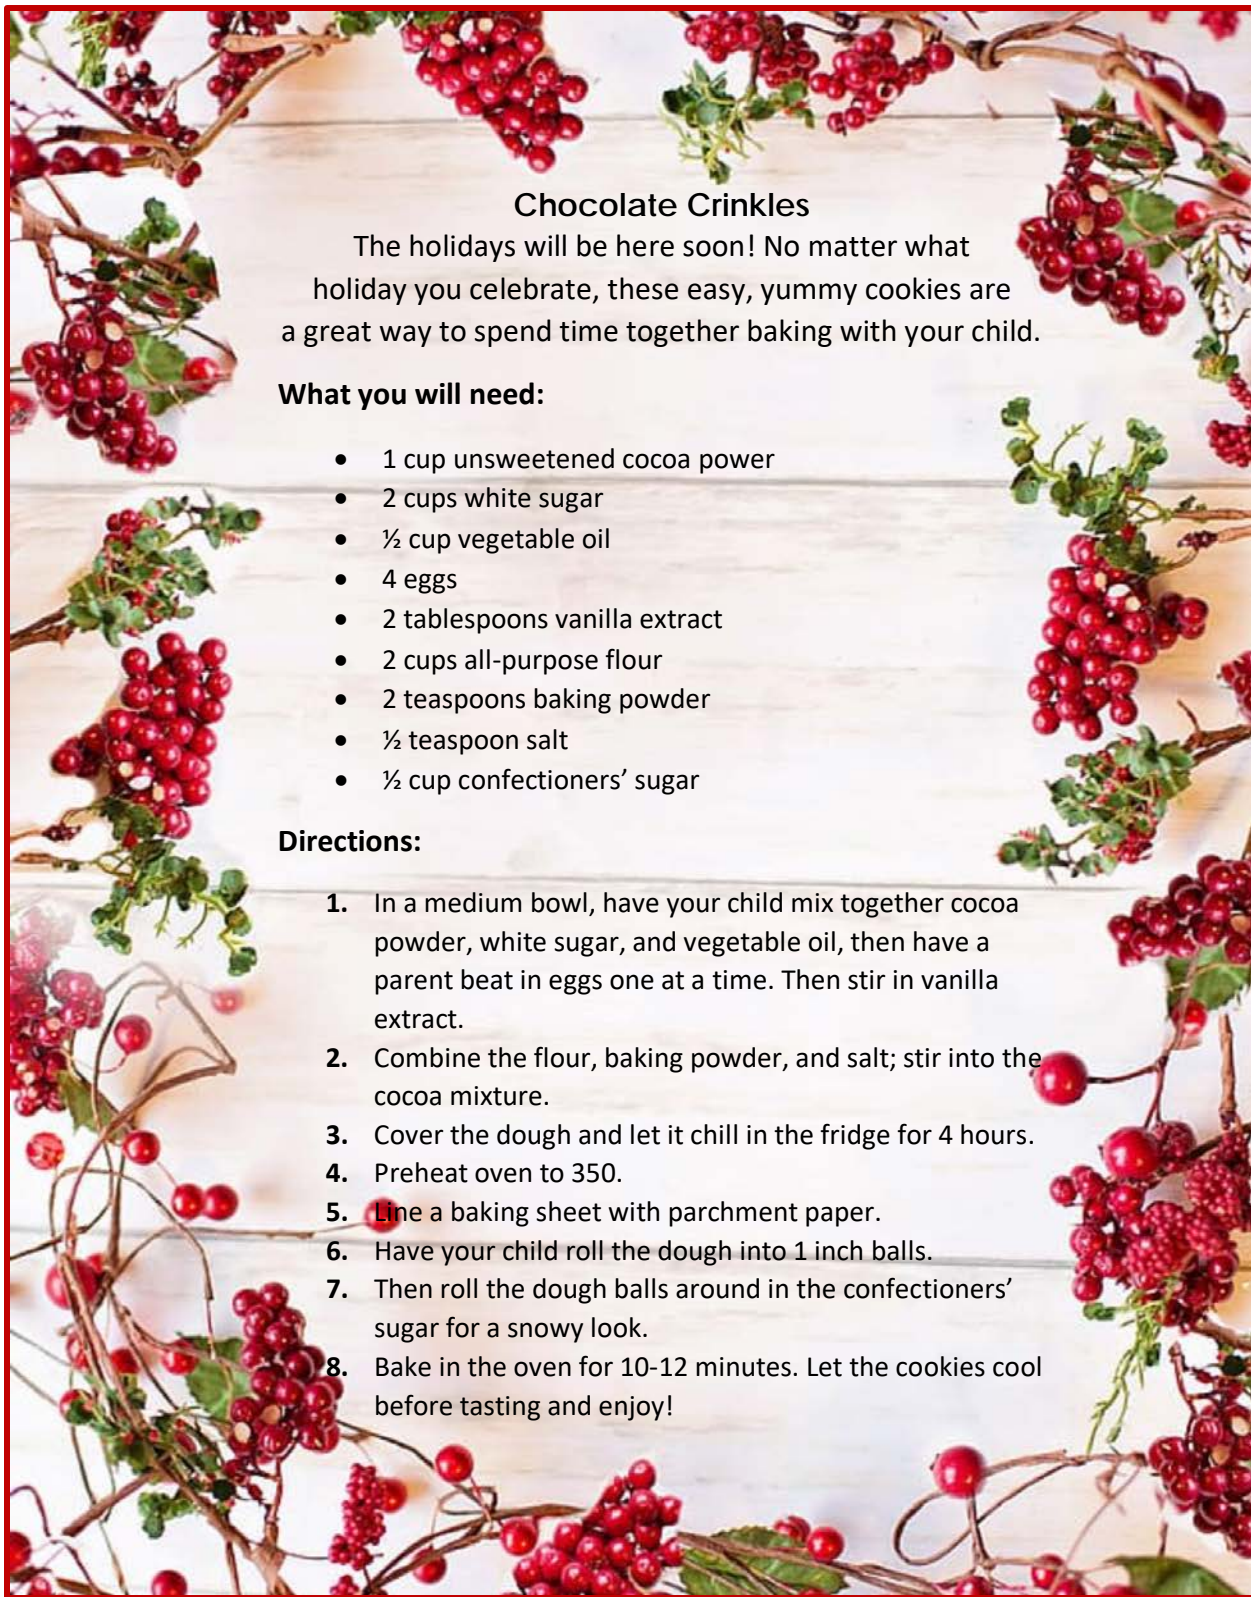 Chocolate Crinkles
The holidays will be here soon! No matter what
holiday you celebrate, these easy, yummy cookies are
a great way to spend time together baking with your child.
What you will need:
• 1 cup unsweetened cocoa power
• 2 cups white sugar
• ½ cup vegetable oil
• 4 eggs
• 2 tablespoons vanilla extract
• 2 cups all-purpose flour
• 2 teaspoons baking powder
• ½ teaspoon salt
• ½ cup confectioners’ sugar
Directions:
1. In a medium bowl, have your child mix together cocoa
powder, white sugar, and vegetable oil, then have a
parent beat in eggs one at a time. Then stir in vanilla
extract.
2. Combine the flour, baking powder, and salt; stir into the
cocoa mixture.
3. Cover the dough and let it chill in the fridge for 4 hours.
4. Preheat oven to 350.
5. Line a baking sheet with parchment paper.
6. Have your child roll the dough into 1 inch balls.
7. Then roll the dough balls around in the confectioners’
sugar for a snowy look.
8. Bake in the oven for 10-12 minutes. Let the cookies cool
before tasting and enjoy!